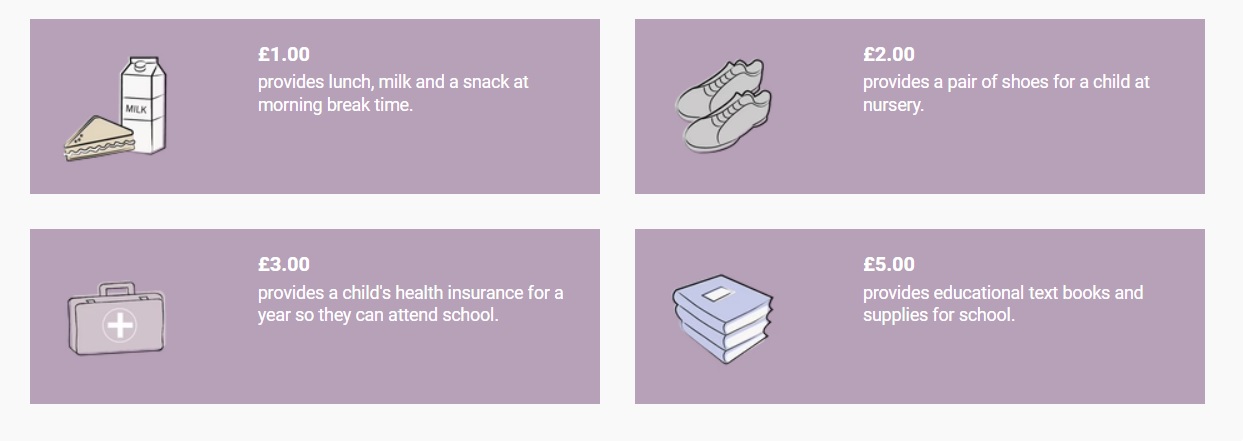 £1.00
provides lunch, milk and a snack at
morning break time.
MILK
£2.00
provides a pair of shoes for a child at
nursery.
£3.00
provides a child's health insurance for a
year so they can attend school.
£5.00
provides educational text books and
supplies for school.